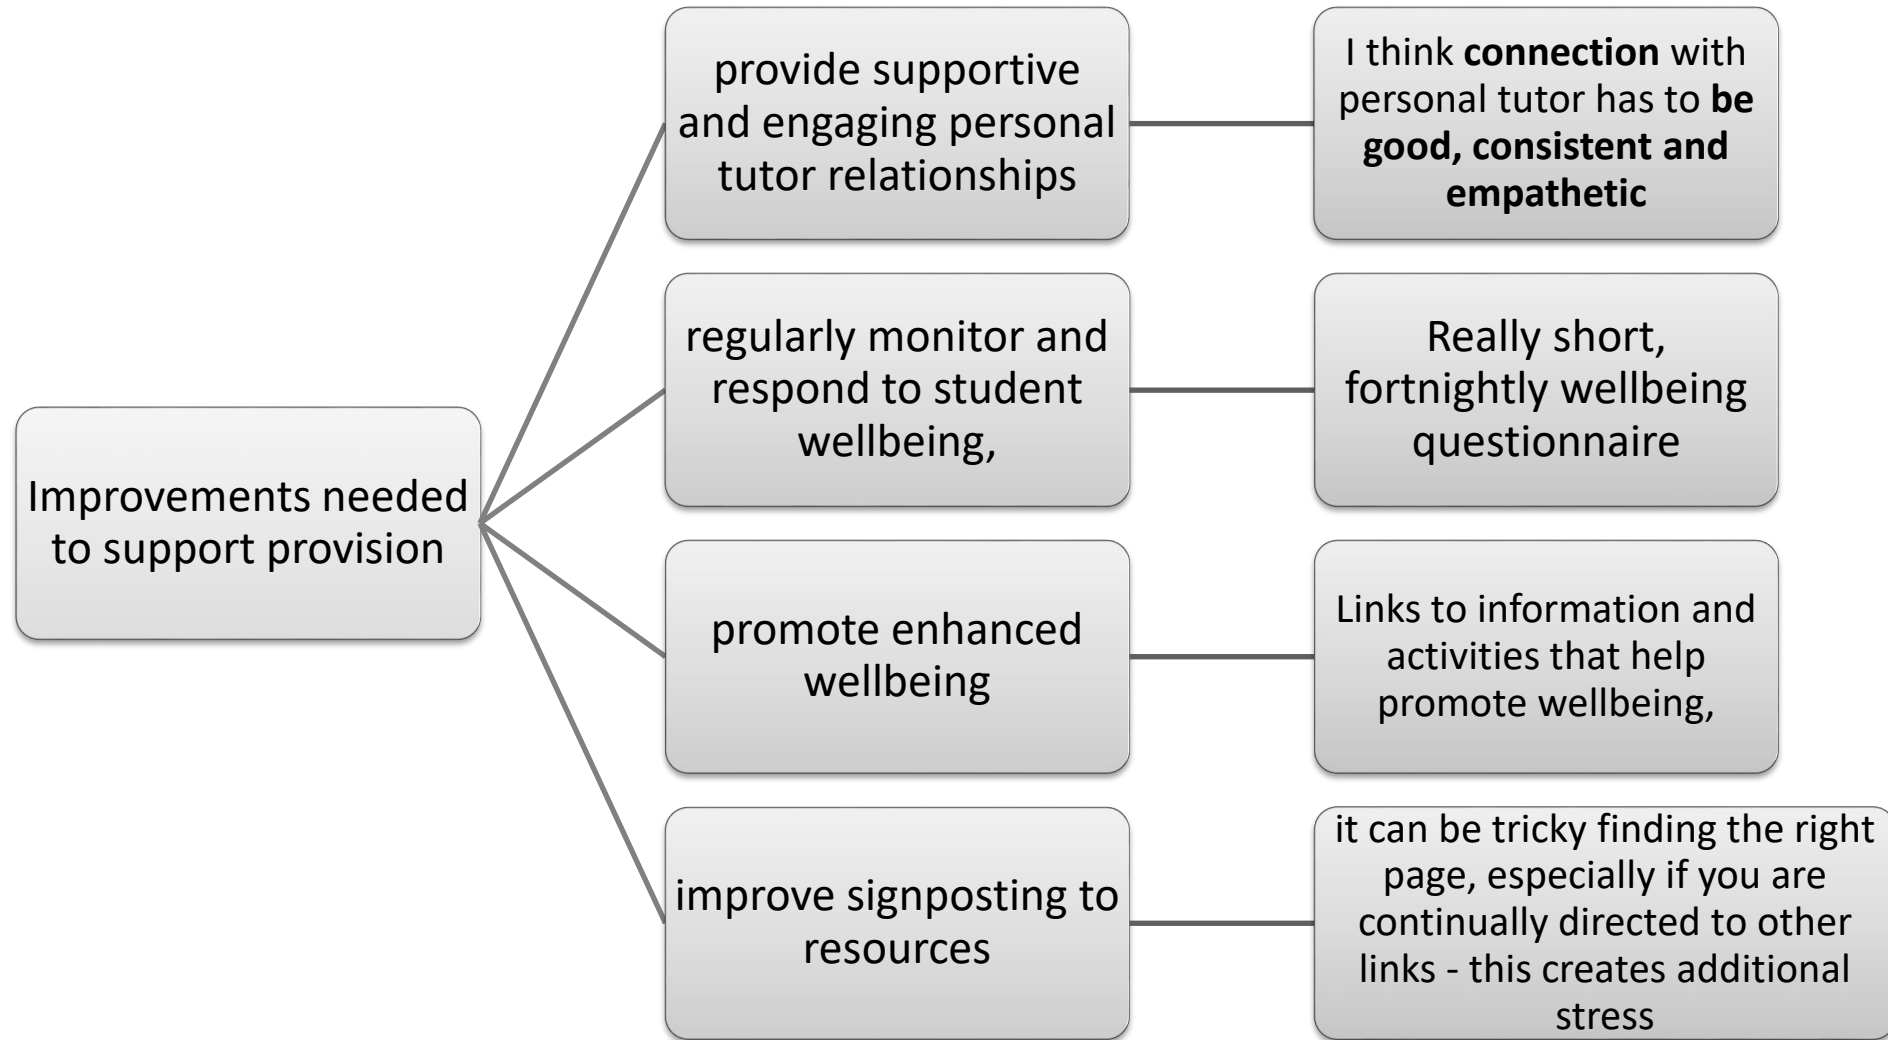 Improvements needed
to support provision
provide supportive
and engaging personal
tutor relationships
I think connection with
personal tutor has to be
good, consistent and
empathetic
regularly monitor and
respond to student
wellbeing,
Really short,
fortnightly wellbeing
questionnaire
promote enhanced
wellbeing
Links to information and
activities that help
promote wellbeing,
improve signposting to
resources
it can be tricky finding the right
page, especially if you are
continually directed to other
links - this creates additional
stress